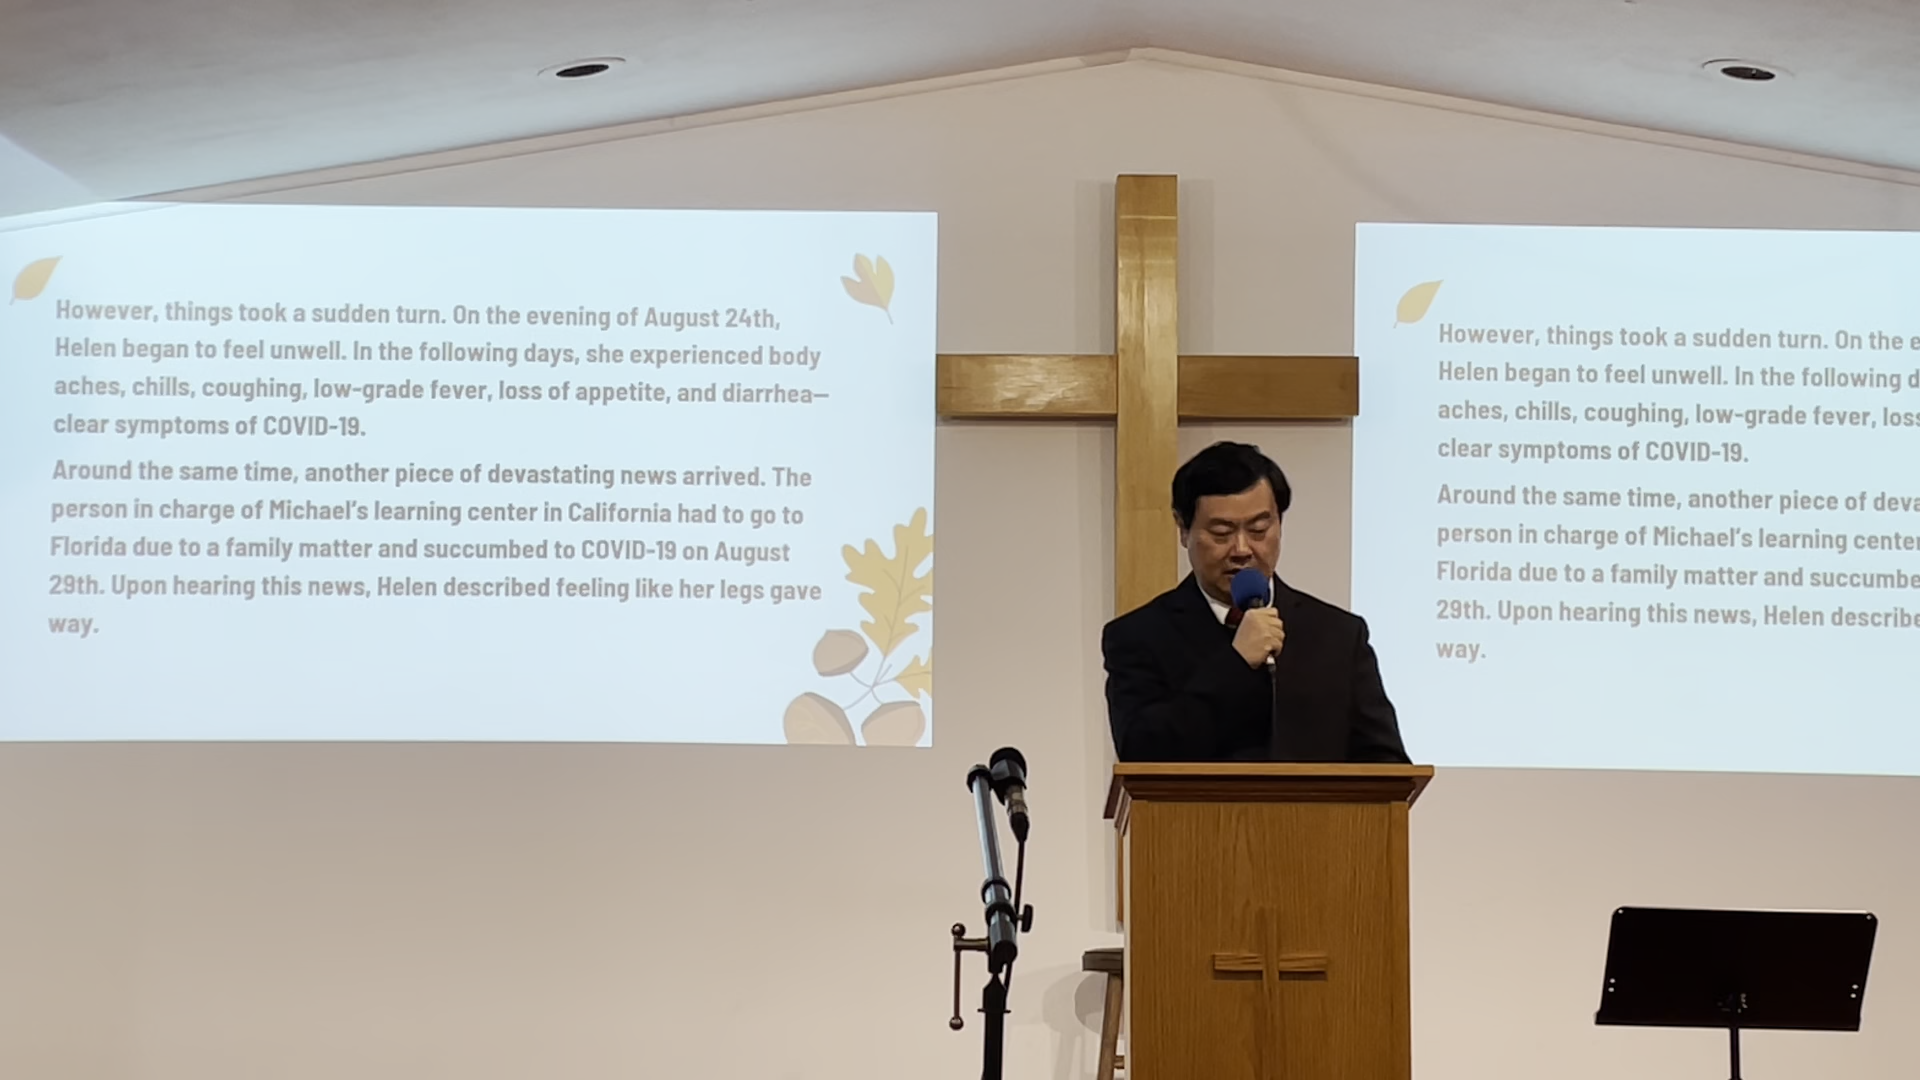 However, things took a sudden turn. On the evening of August 24th,
Helen began to feel unwell. In the following days, she experienced body
aches, chills, coughing, low-grade fever, loss of appetite, and diarrhea—
clear symptoms of COVID-19.
Around the same time, another piece of devastating news arrived. The
person in charge of Michael's learning center in California had to go to
Florida due to a family matter and succumbed to COVID-19 on August
29th. Upon hearing this news, Helen described feeling like her legs gave
way.
However, things took a sudden turn. On the
Helen began to feel unwell. In the following
aches, chills, coughing, low-grade fever,
clear symptoms of COVID-19.
Around the same time, another piece of
person in charge of Michael's learning
Florida due to a family matter and
29th. Upon hearing this news, Helen
way.